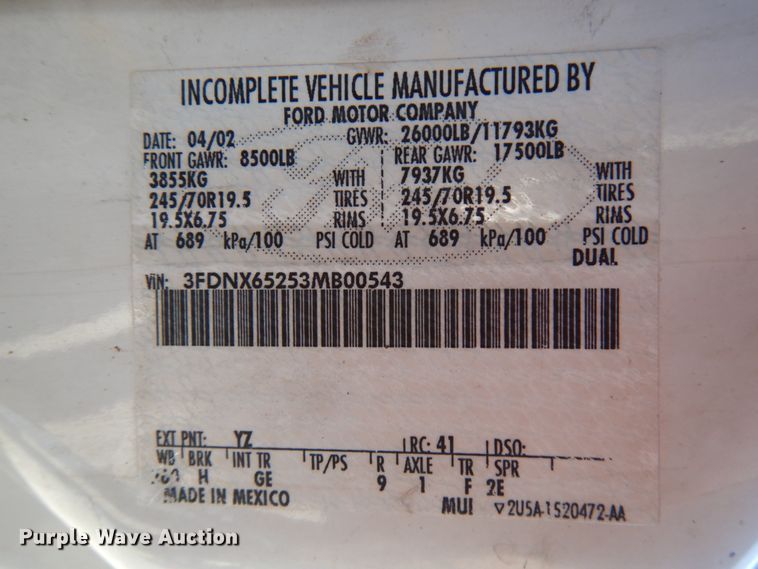 INCOMPLETE VEHICLE MANUFACTURED BY
FORD MOTOR COMPANY
DATE: 04/02 GVWR: 26000LB/11793KG
FRONT GAWR: 8500LB REAR GAWR: 17500LB
3855KG WITH 7937KG WITH
245/70R19.5 TIRES 245/70R19.5 TIRES
19.5X6.75 RIMS 19.5X6.75 RIMS
AT 689 kPa/100 PSI COLD AT 689 kPa/100 PSI COLD
DUAL
VIN: 3FDNX65253MB00543
EXT PNT: YZ RC: 41 DSO:
WB BRK INT TR TP/PS R AXLE TR SPR
H GE 9 1 F 2E
MADE IN MEXICO
MUI ▽2U5A-1520472-AA
Purple Wave Auction